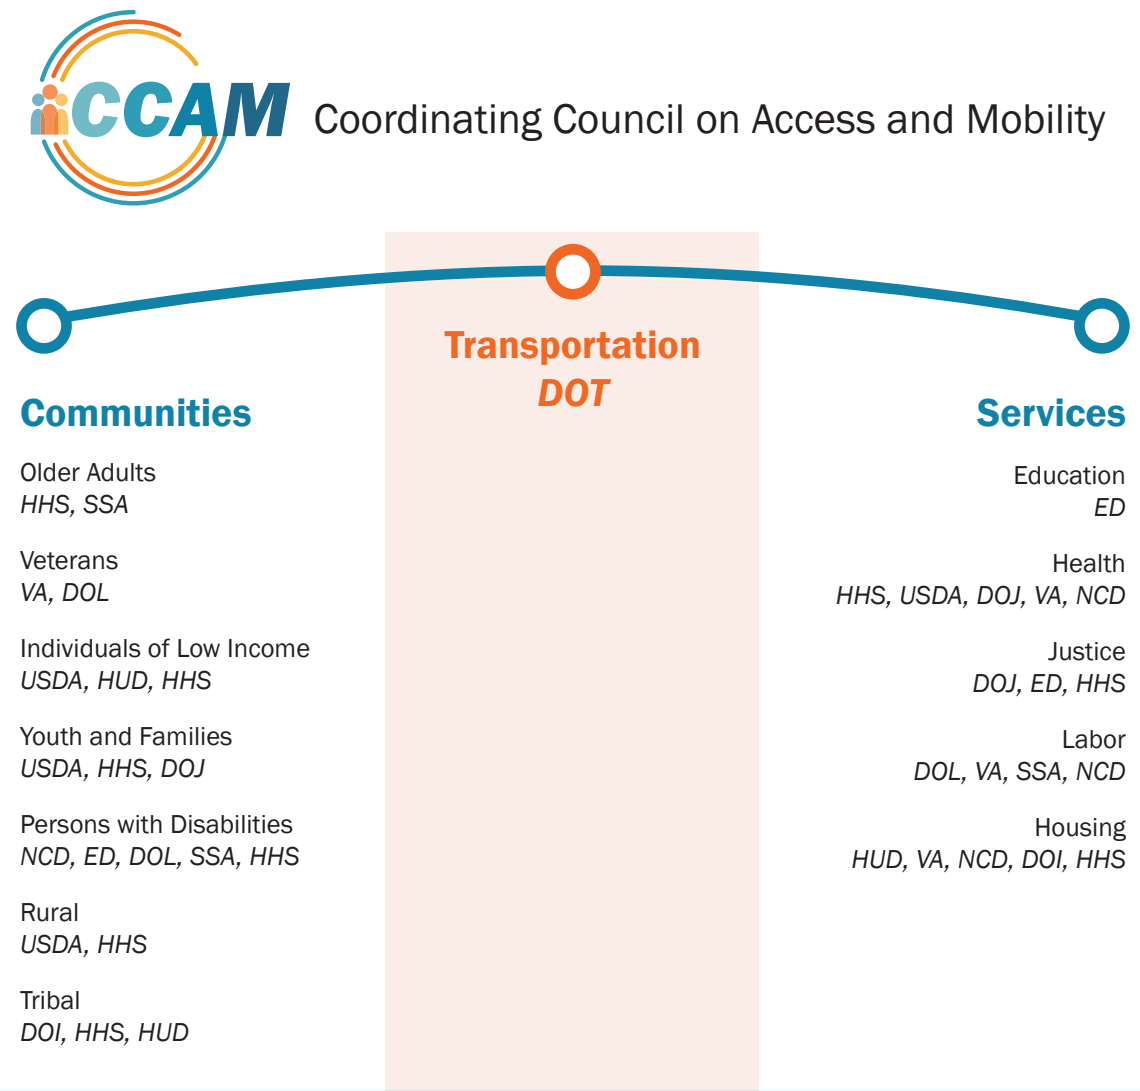 CCAM
Coordinating Council on Access and Mobility
Transportation
DOT
Communities
Older Adults
HHS, SSA
Veterans
VA, DOL
Individuals of Low Income
USDA, HUD, HHS
Youth and Families
USDA, HHS, DOJ
Persons with Disabilities
NCD, ED, DOL, SSA, HHS
Rural
USDA, HHS
Tribal
DOI, HHS, HUD
Services
Education
ED
Health
HHS, USDA, DOJ, VA, NCD
Justice
DOJ, ED, HHS
Labor
DOL, VA, SSA, NCD
Housing
HUD, VA, NCD, DOI, HHS